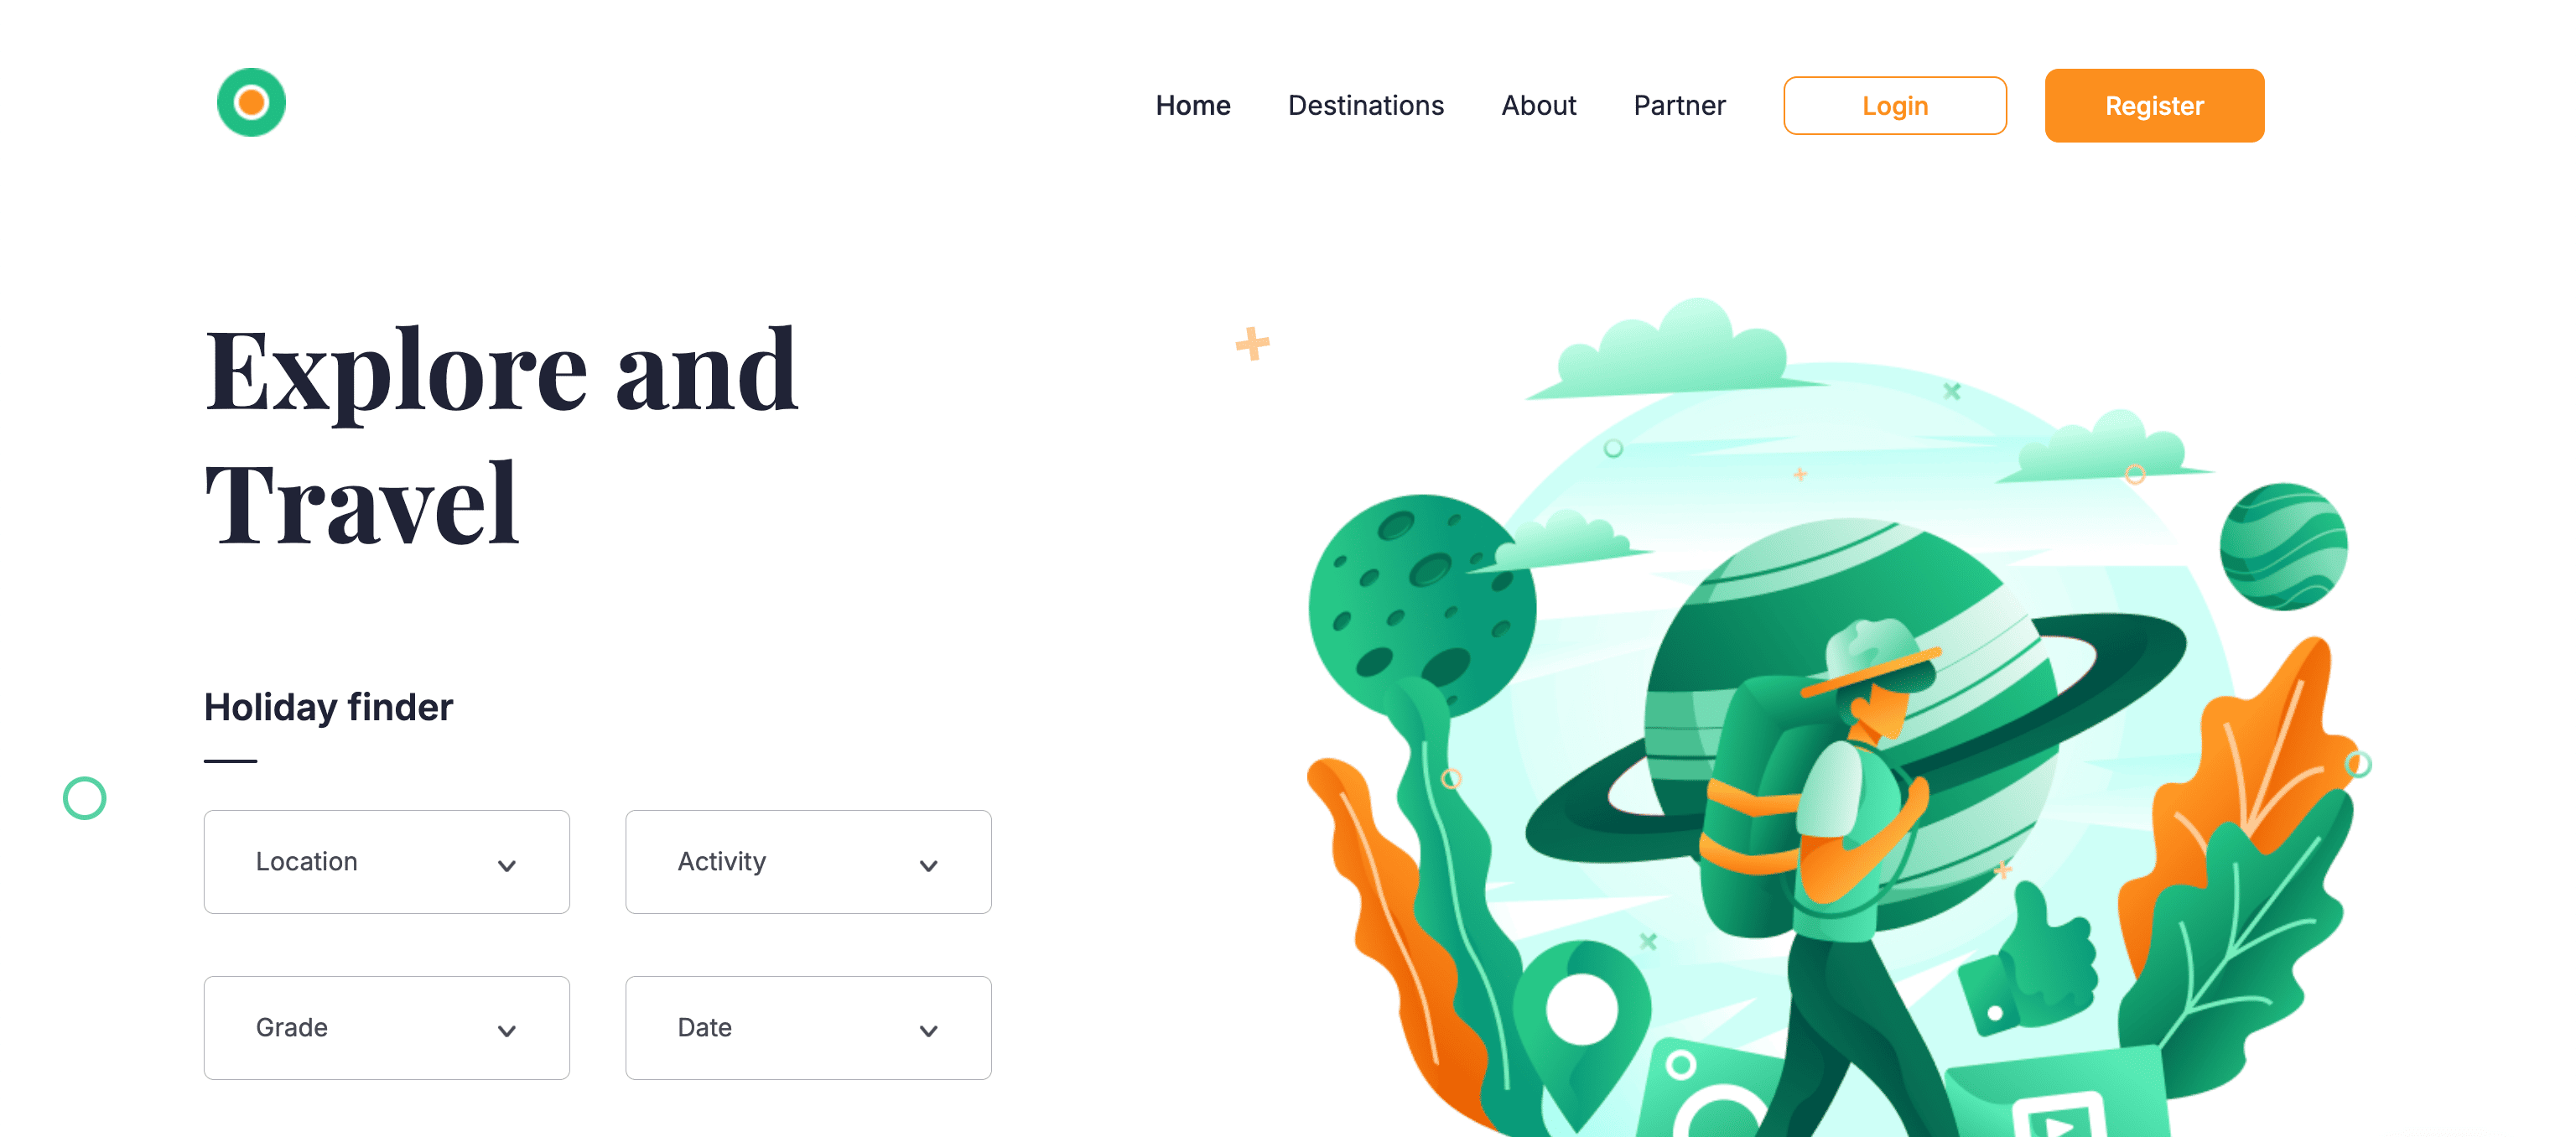 Home Destinations About Partner Login Register
Explore and
Travel
Holiday finder
Location Activity
Grade Date